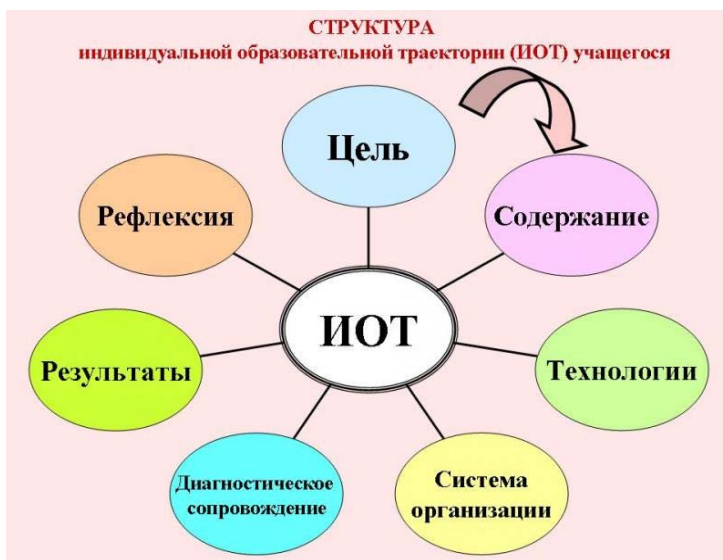 СТРУКТУРА
индивидуальной образовательной траектории (ИОТ) учащегося
Цель
Содержание
Технологии
Система
организации
Диагностическое
сопровождение
Результаты
Рефлексия
ИОТ